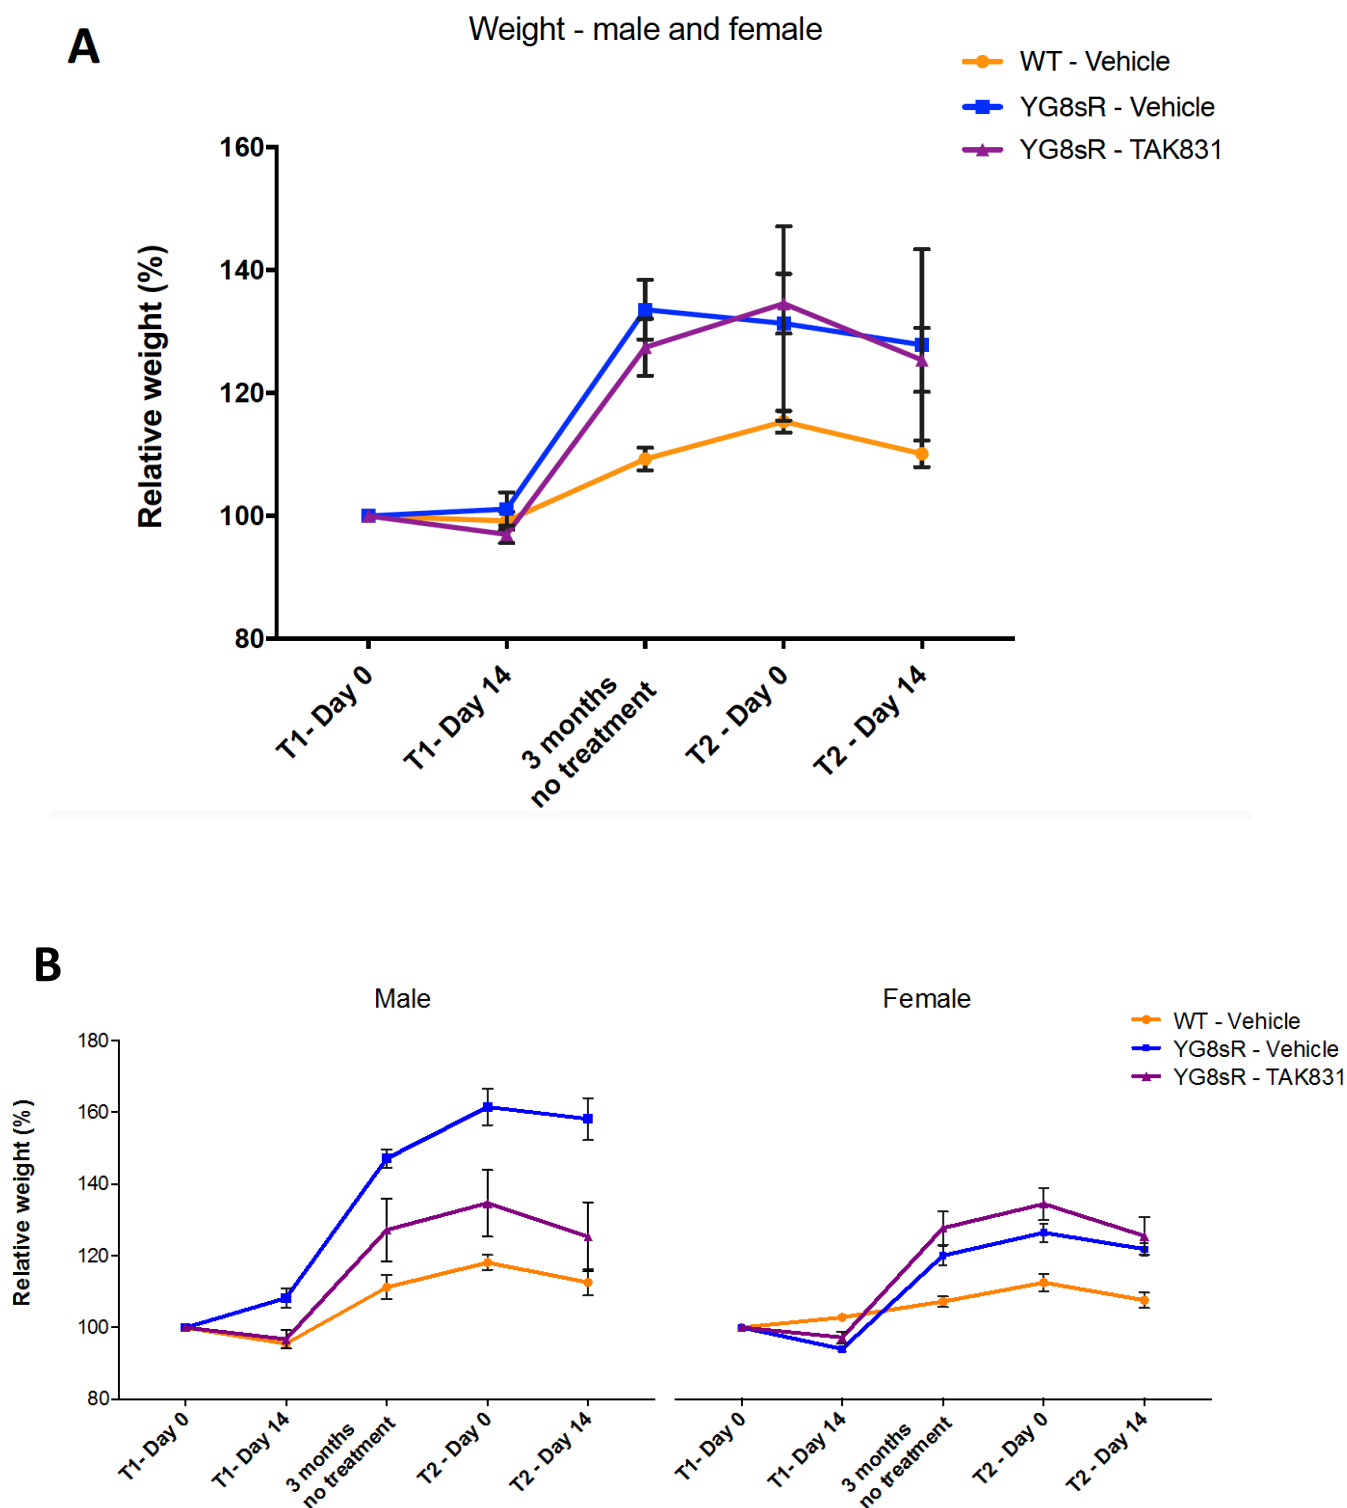 A
Weight - male and female
WT - Vehicle
YG8sR - Vehicle
YG8sR - TAK831
Relative weight (%)
160
140
120
100
80
T1- Day 0
T1- Day 14
3 months
no treatment
T2 - Day 0
T2 - Day 14
B
Male
Female
WT - Vehicle
YG8sR - Vehicle
YG8sR - TAK831
Relative weight (%)
180
160
140
120
100
80
T1- Day 0
T1- Day 14
3 months
no treatment
T2 - Day 0
T2 - Day 14
T1- Day 0
T1- Day 14
3 months
no treatment
T2 - Day 0
T2 - Day 14